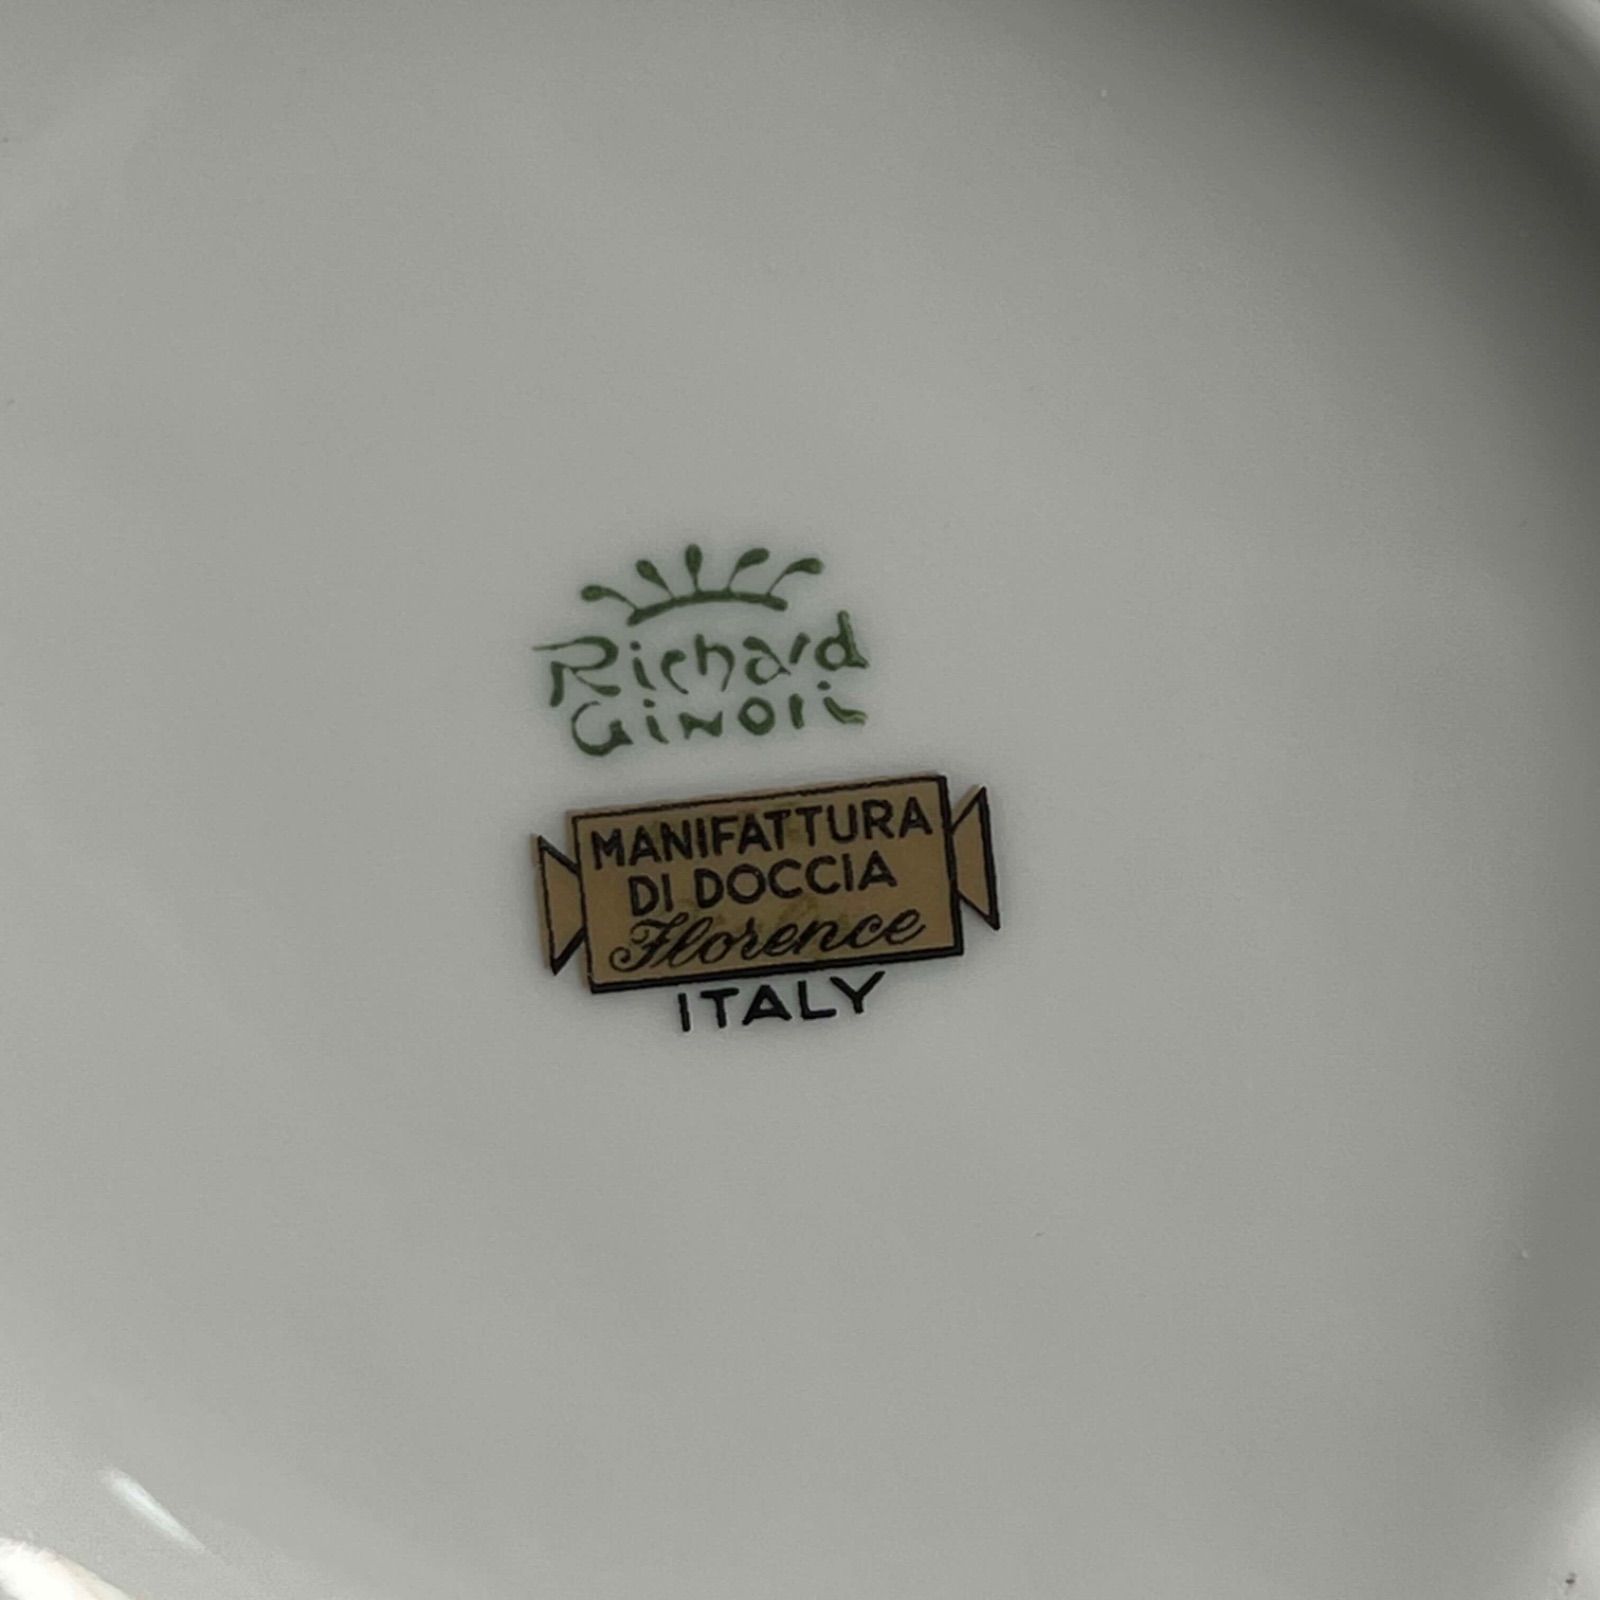 Richard
Ginori
MANIFATTURA
DI DOCCIA
Florence
ITALY